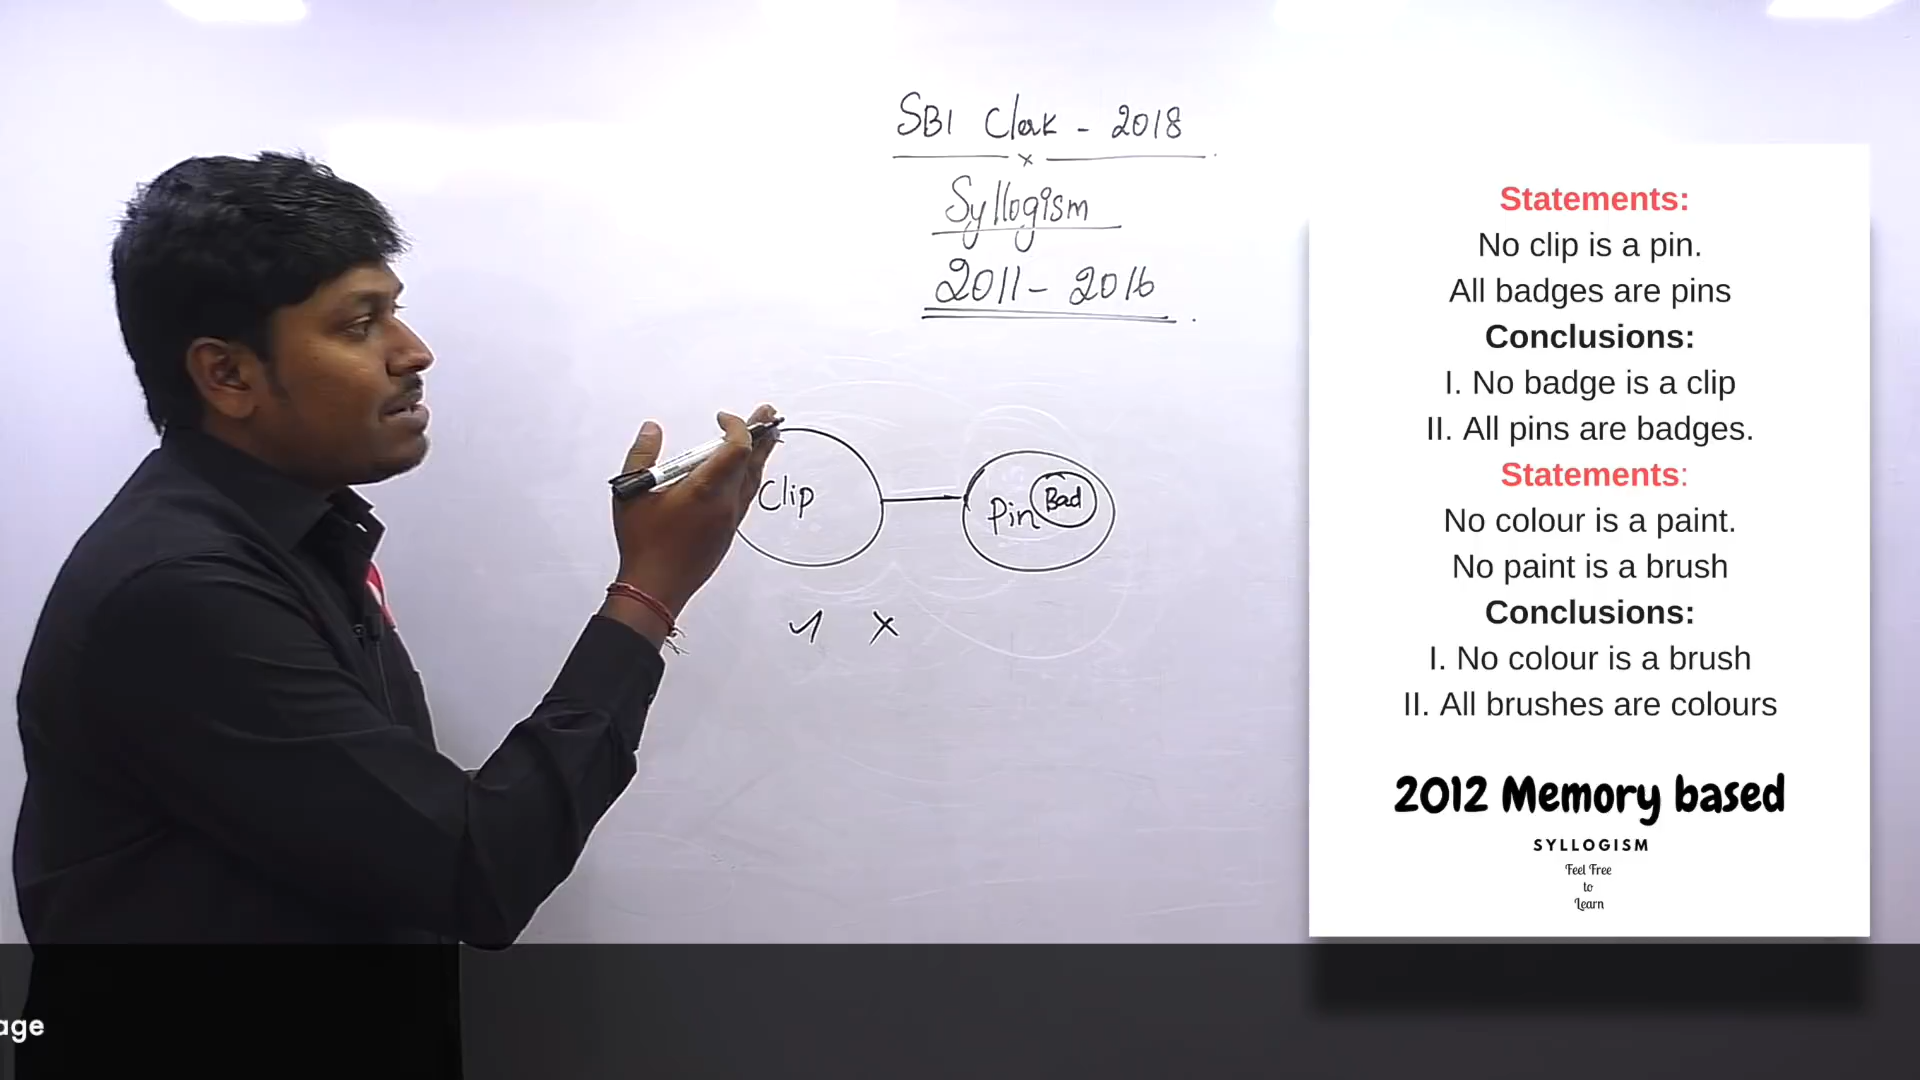 SBI Clerk - 2018
x
Syllogism
2011 - 2016
Clip
Pin
Bad
✓ x
Statements:
No clip is a pin.
All badges are pins
Conclusions:
I. No badge is a clip
II. All pins are badges.
Statements:
No colour is a paint.
No paint is a brush
Conclusions:
I. No colour is a brush
II. All brushes are colours
2012 Memory based
SYLLOGISM
Feel Free
to
Learn
age